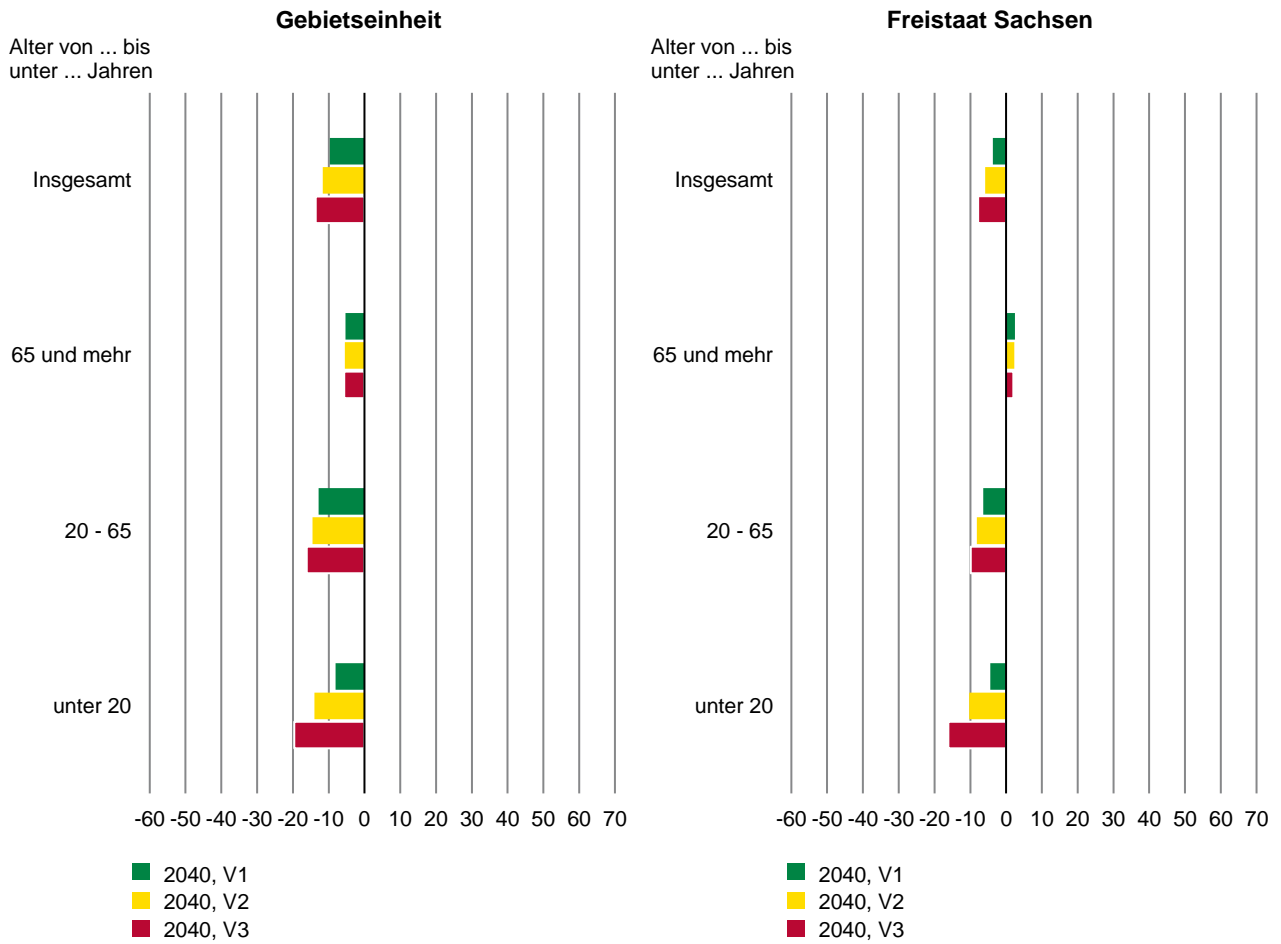 Gebietseinheit
Alter von ... bis
unter ... Jahren
Insgesamt
65 und mehr
20 - 65
unter 20
-60 -50 -40 -30 -20 -10 0 10 20 30 40 50 60 70
2040, V1
2040, V2
2040, V3
Freistaat Sachsen
Alter von ... bis
unter ... Jahren
Insgesamt
65 und mehr
20 - 65
unter 20
-60 -50 -40 -30 -20 -10 0 10 20 30 40 50 60 70
2040, V1
2040, V2
2040, V3